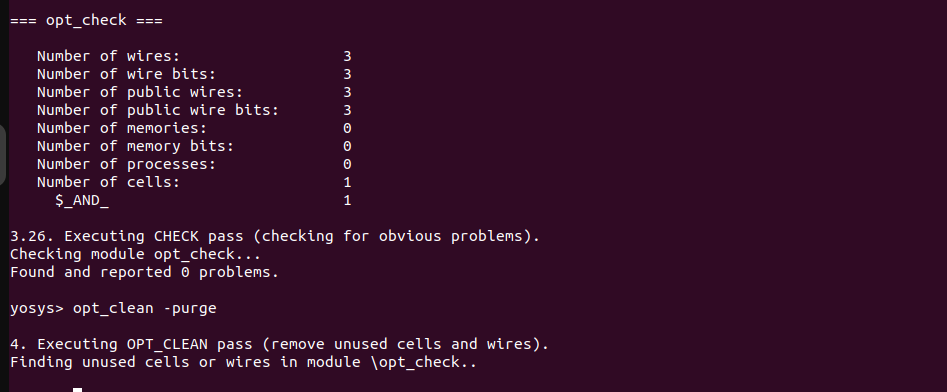 === opt_check ===
Number of wires: 3
Number of wire bits: 3
Number of public wires: 3
Number of public wire bits: 3
Number of memories: 0
Number of memory bits: 0
Number of processes: 0
Number of cells: 1
$_AND_ 1
3.26. Executing CHECK pass (checking for obvious problems).
Checking module opt_check...
Found and reported 0 problems.
yosys> opt_clean -purge
4. Executing OPT_CLEAN pass (remove unused cells and wires).
Finding unused cells or wires in module \opt_check..